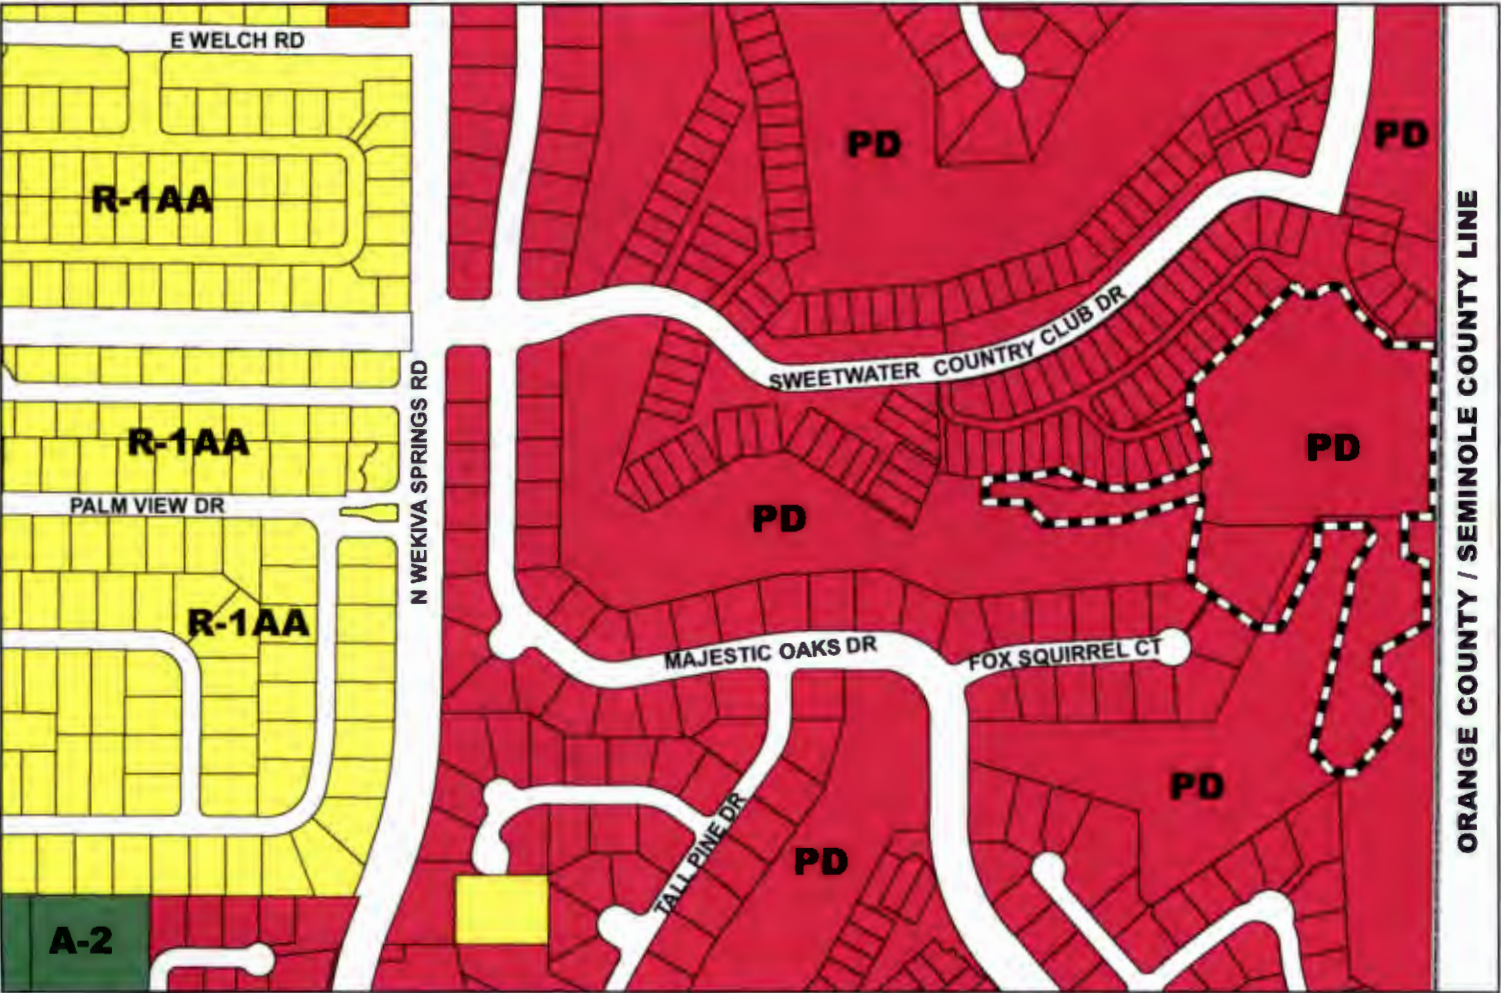 E WELCH RD
PD
PD
R-1AA
SWEETWATER COUNTRY CLUB DR
R-1AA
PD
N WEKIVA SPRINGS RD
PALM VIEW DR
PD
ORANGE COUNTY / SEMINOLE COUNTY LINE
R-1AA
MAJESTIC OAKS DR
FOX SQUIRREL CT
PD
TALL PINE DR
PD
A-2